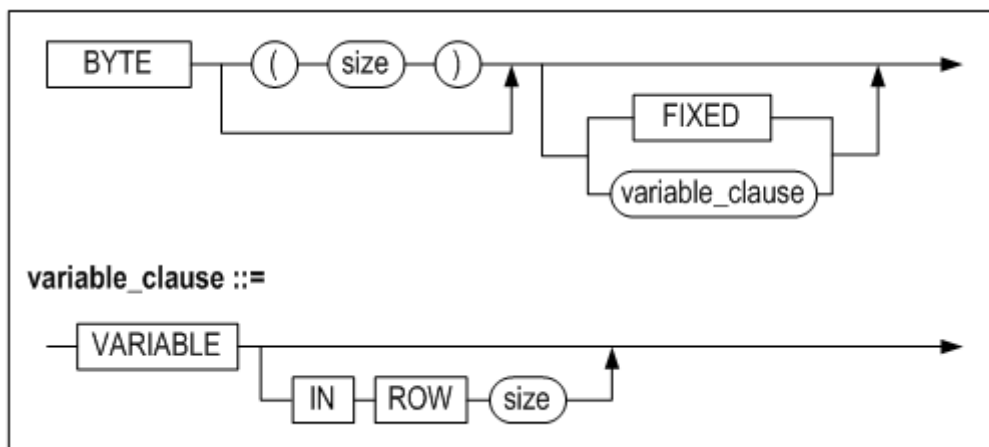 BYTE ( size )
FIXED
variable_clause
variable_clause ::=
VARIABLE
IN ROW size